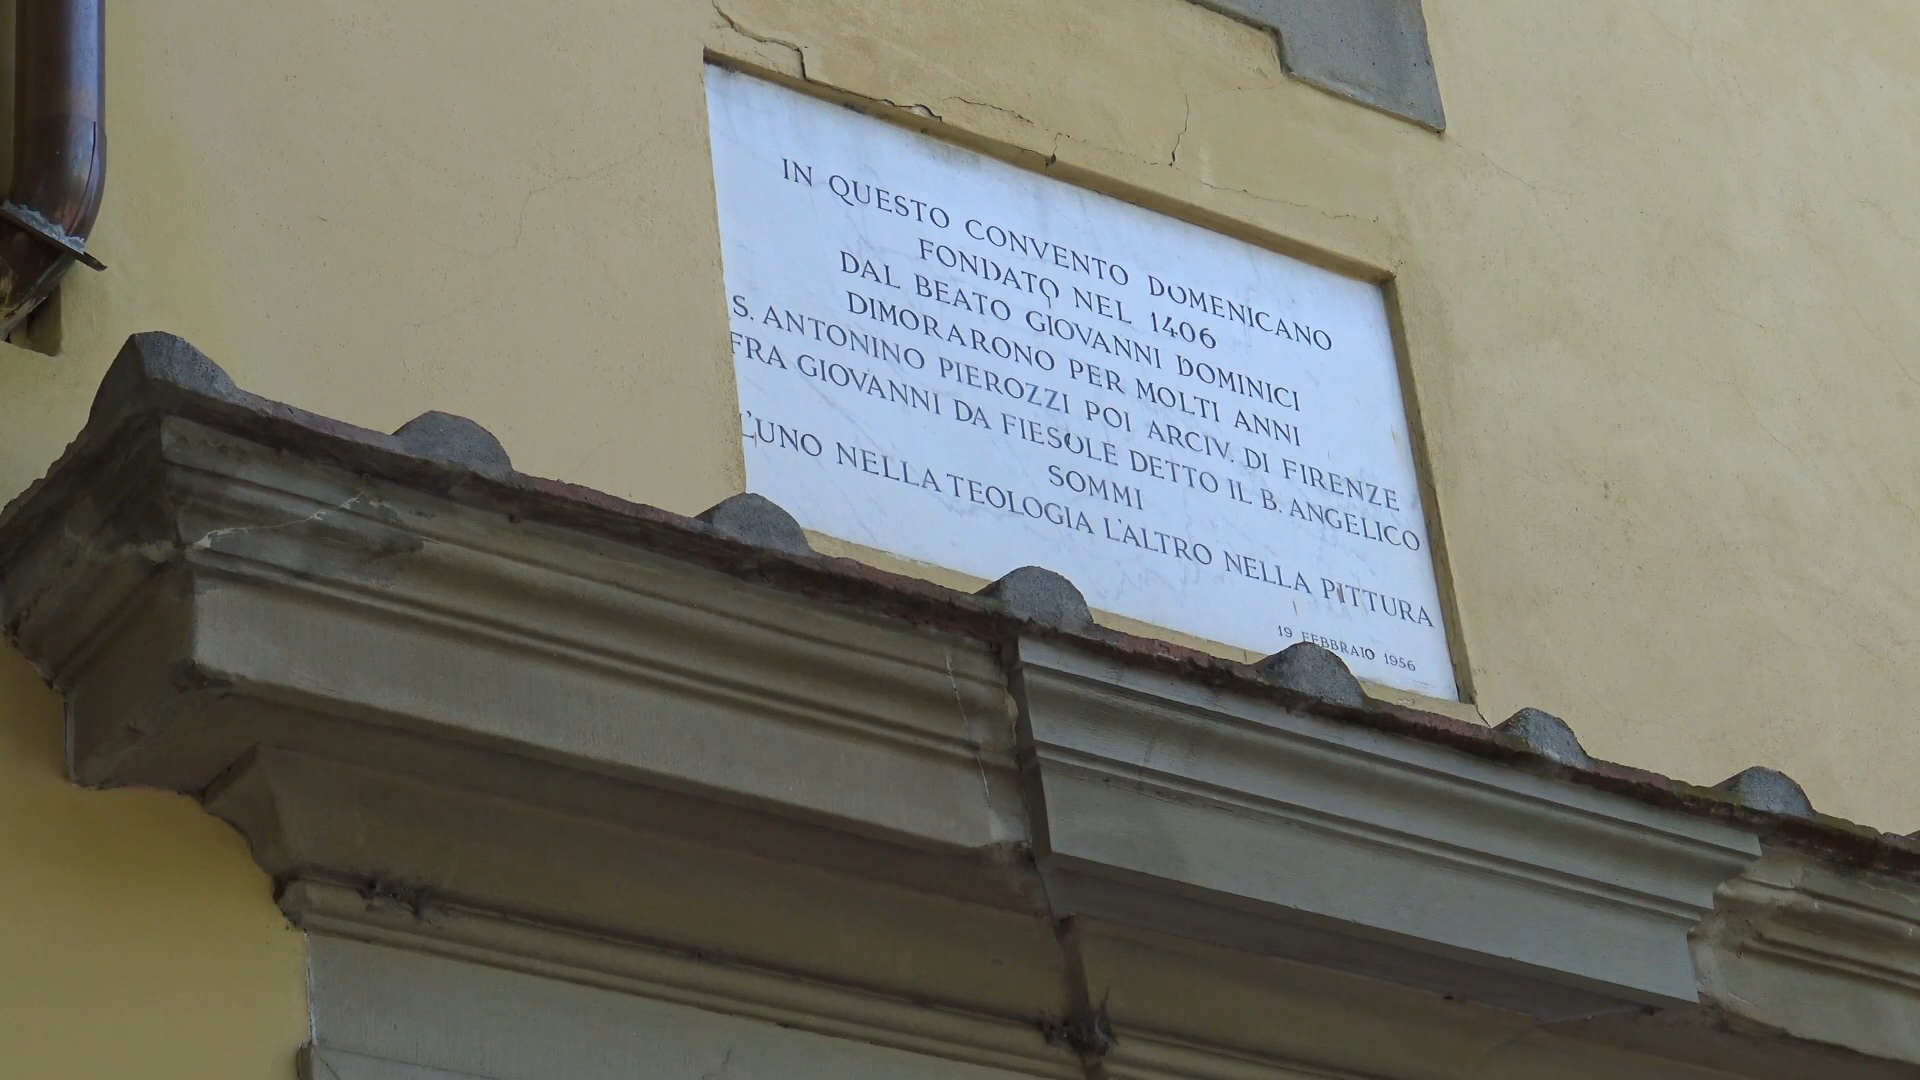 IN QUESTO CONVENTO DOMENICANO
FONDATO NEL 1406
DAL BEATO GIOVANNI DOMINICI
DIMORARONO PER MOLTI ANNI
S. ANTONINO PIEROZZI POI ARCIV. DI FIRENZE
FRA GIOVANNI DA FIESOLE DETTO IL B. ANGELICO
SOMMI
L'UNO NELLA TEOLOGIA L'ALTRO NELLA PITTURA
19 FEBBRAIO 1956